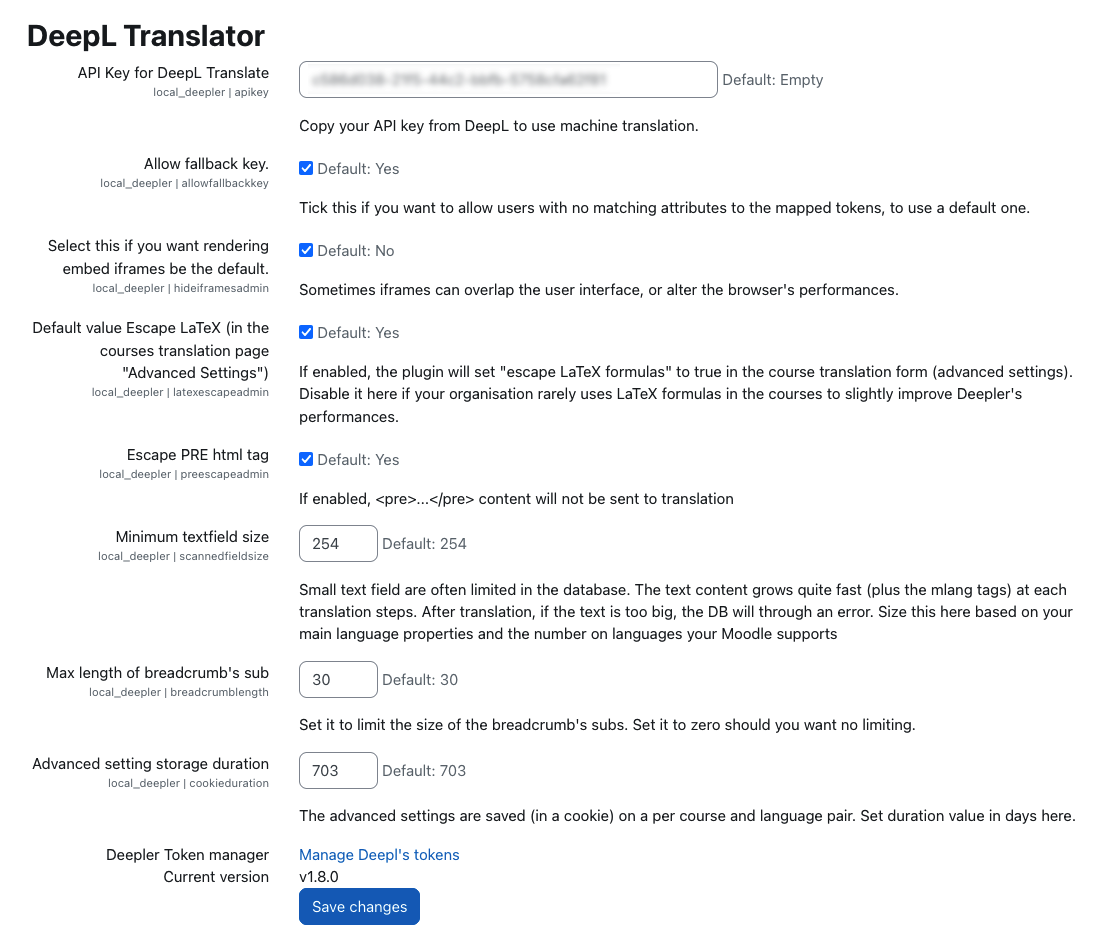 DeepL Translator
API Key for DeepL Translate
local_deepler | apikey
Default: Empty
Copy your API key from DeepL to use machine translation.
Allow fallback key.
local_deepler | allowfallbackkey
Default: Yes
Tick this if you want to allow users with no matching attributes to the mapped tokens, to use a default one.
Select this if you want rendering
embed iframes be the default.
local_deepler | hideiframesadmin
Default: No
Sometimes iframes can overlap the user interface, or alter the browser's performances.
Default value Escape LaTeX (in the
courses translation page
"Advanced Settings")
local_deepler | latexescapeadmin
Default: Yes
If enabled, the plugin will set "escape LaTeX formulas" to true in the course translation form (advanced settings).
Disable it here if your organisation rarely uses LaTeX formulas in the courses to slightly improve Deepler's
performances.
Escape PRE html tag
local_deepler | preescapeadmin
Default: Yes
If enabled, <pre>...</pre> content will not be sent to translation
Minimum textfield size
local_deepler | scannedfieldsize
254 Default: 254
Small text field are often limited in the database. The text content grows quite fast (plus the mlang tags) at each
translation steps. After translation, if the text is too big, the DB will through an error. Size this here based on your
main language properties and the number on languages your Moodle supports
Max length of breadcrumb's sub
local_deepler | breadcrumblength
30 Default: 30
Set it to limit the size of the breadcrumb's subs. Set it to zero should you want no limiting.
Advanced setting storage duration
local_deepler | cookieduration
703 Default: 703
The advanced settings are saved (in a cookie) on a per course and language pair. Set duration value in days here.
Deepler Token manager
Manage Deepl's tokens
Current version
v1.8.0
Save changes